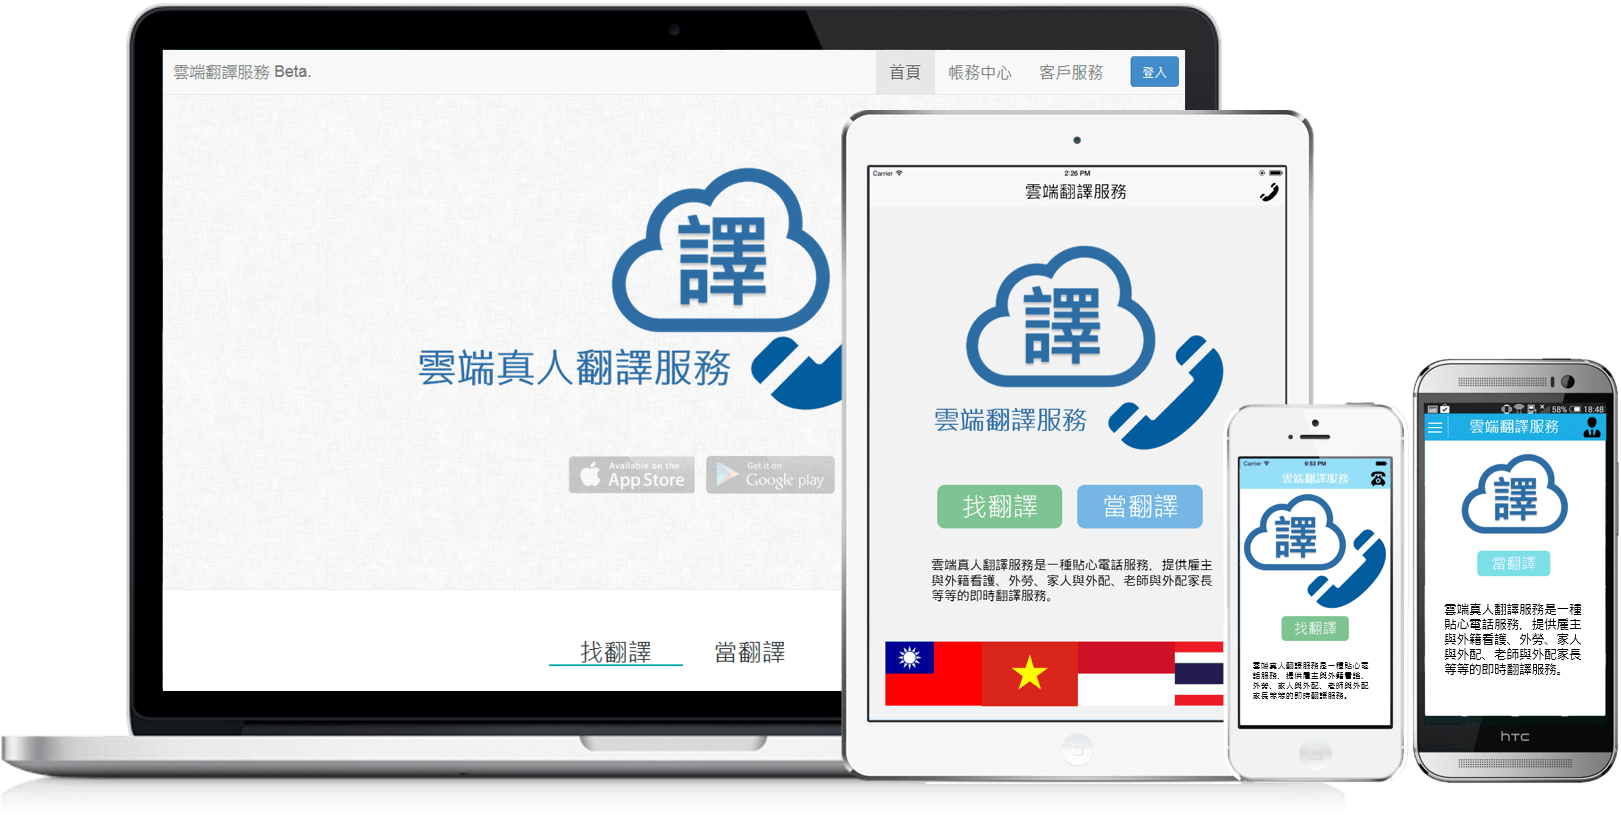 雲端翻譯服務 Beta.
首頁
帳務中心
客戶服務
登入
譯
雲端真人翻譯服務
Available on the
App Store
Get it on
Google play
找翻譯
當翻譯
Carrier
2:26 PM
雲端翻譯服務
譯
雲端翻譯服務
找翻譯
當翻譯
雲端真人翻譯服務是一種貼心電話服務，提供雇主
與外籍看護、外勞、家人與外配、老師與外配家長
等等的即時翻譯服務。
Carrier
9:53 PM
雲端翻譯服務
譯
找翻譯
雲端真人翻譯服務是一種貼心電
話服務，提供雇主與外籍看護、
外勞、家人與外配、老師與外配
家長等等的即時翻譯服務。
58%
18:48
雲端翻譯服務
譯
當翻譯
雲端真人翻譯服務是一種
貼心電話服務，提供雇主
與外籍看護、外勞、家人
與外配、老師與外配家長
等等的即時翻譯服務。
hTC